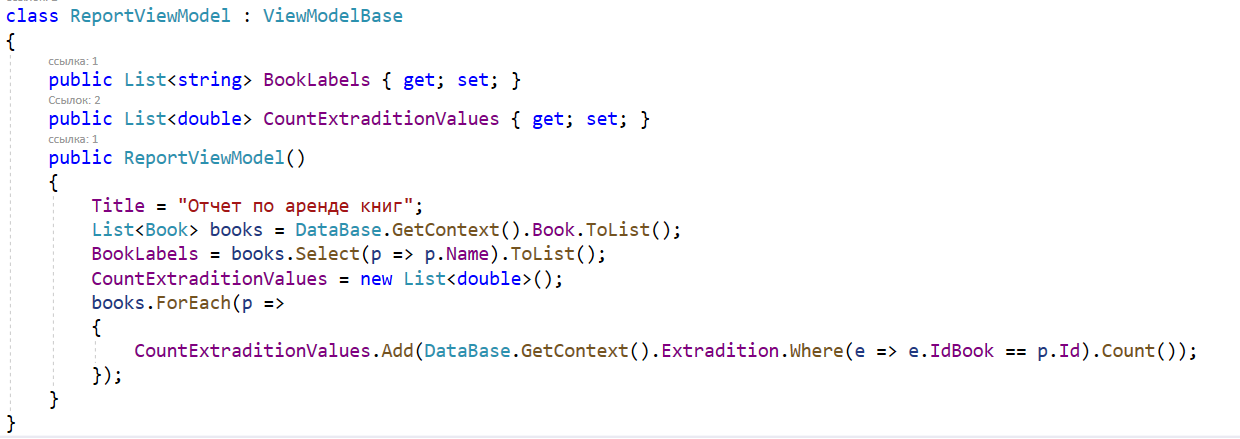 class ReportViewModel : ViewModelBase
{
ссылка: 1
public List<string> BookLabels { get; set; }
Ссылок: 2
public List<double> CountExtraditionValues { get; set; }
ссылка: 1
public ReportViewModel()
{
Title = "Отчет по аренде книг";
List<Book> books = DataBase.GetContext().Book.ToList();
BookLabels = books.Select(p => p.Name).ToList();
CountExtraditionValues = new List<double>();
books.ForEach(p =>
{
CountExtraditionValues.Add(DataBase.GetContext().Extradition.Where(e => e.IdBook == p.Id).Count());
});
}
}